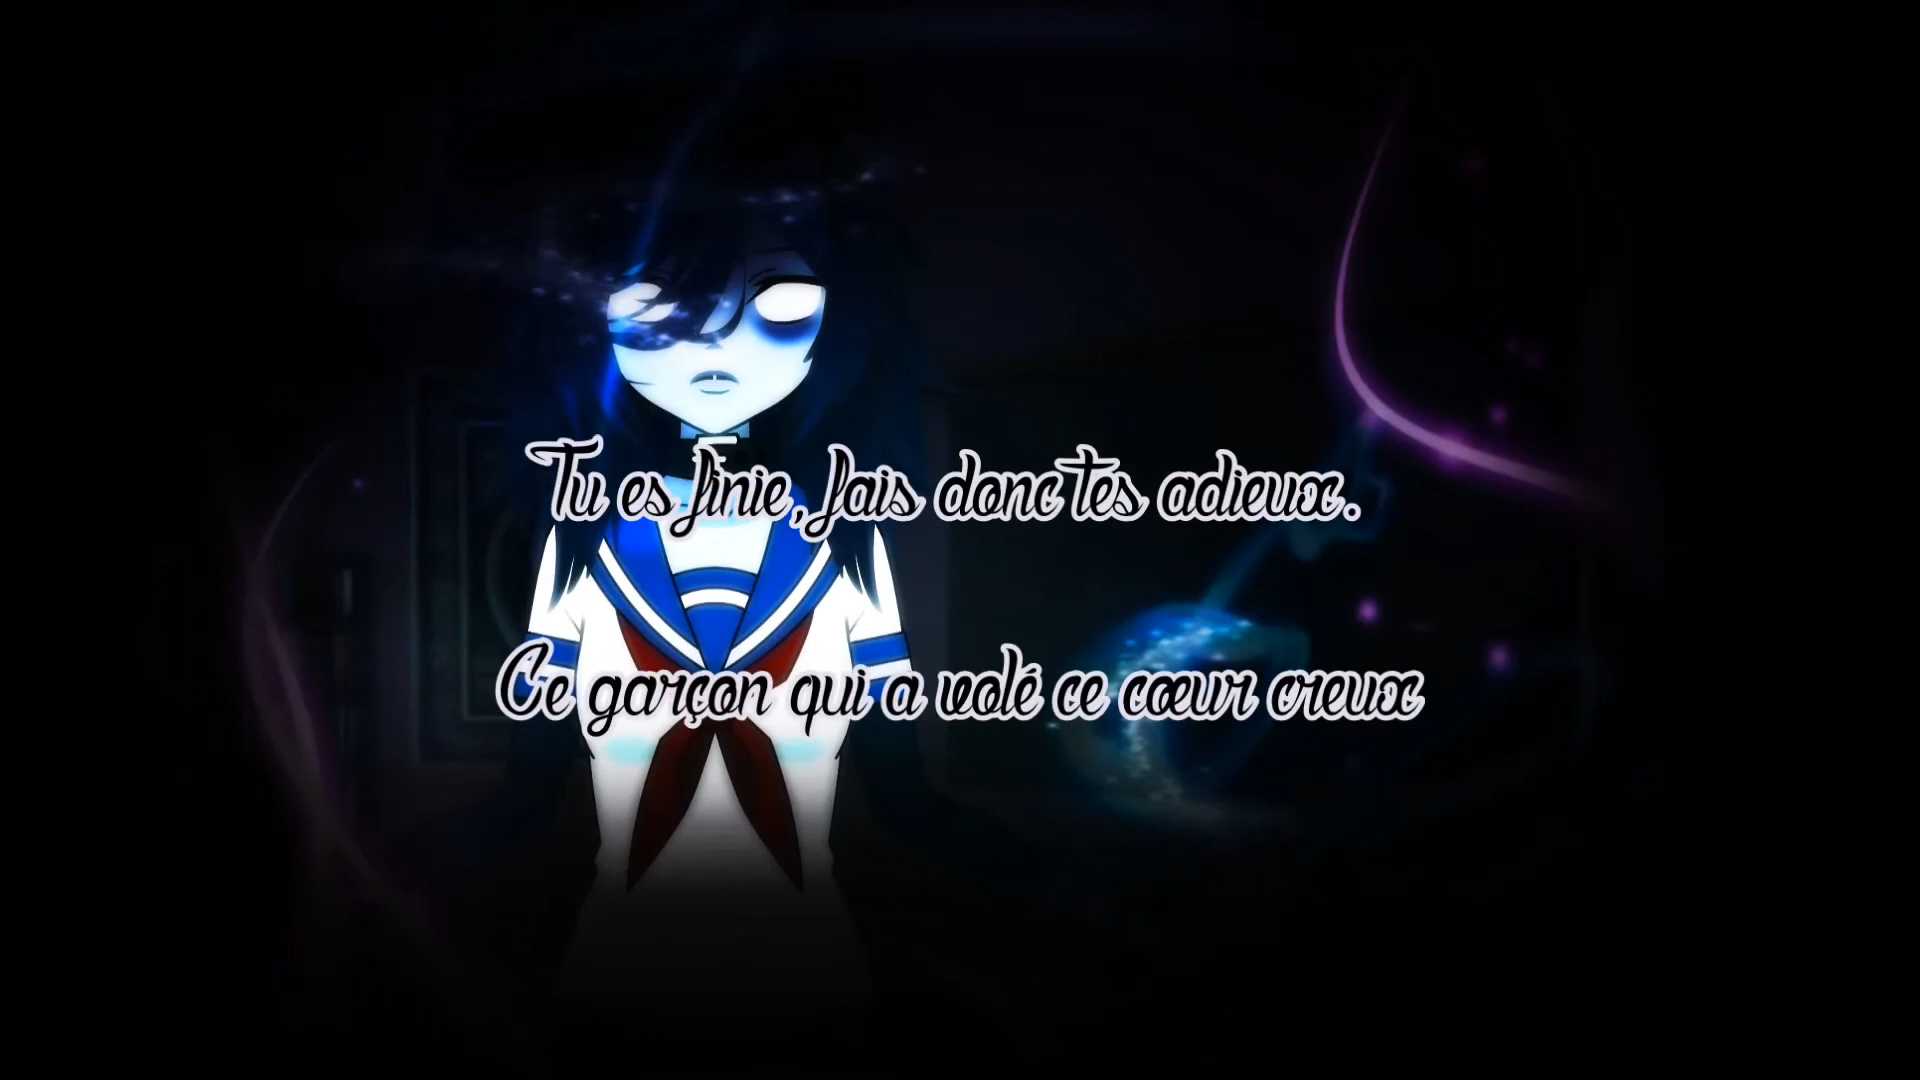 Tu es finie, fais donc tes adieux.
Ce garçon qui a volé ce cœur creux